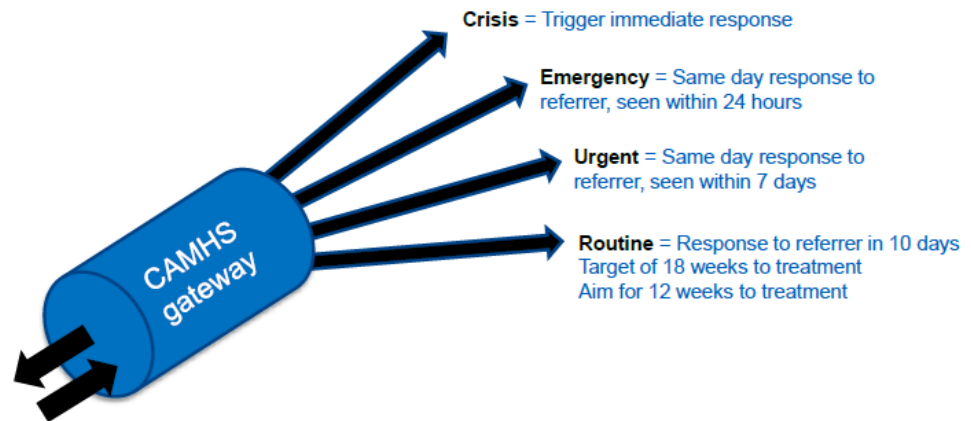 Crisis = Trigger immediate response
Emergency = Same day response to
referrer, seen within 24 hours
Urgent = Same day response to
referrer, seen within 7 days
Routine = Response to referrer in 10 days
Target of 18 weeks to treatment
Aim for 12 weeks to treatment
CAMHS
gateway